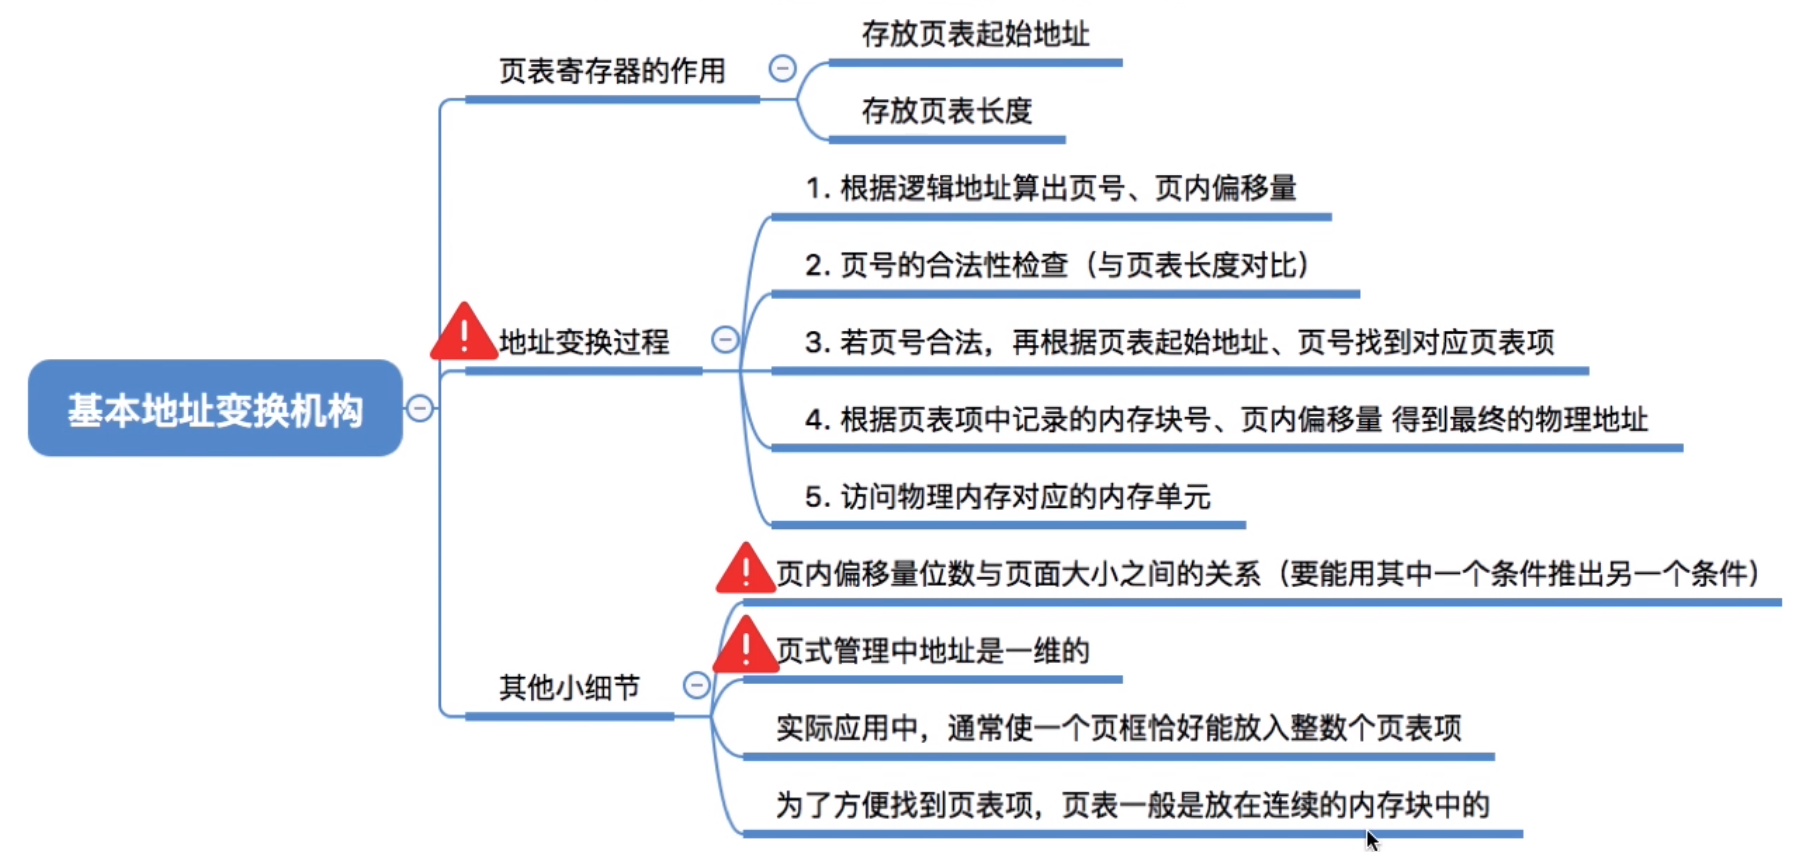 基本地址变换机构
页表寄存器的作用
存放页表起始地址
存放页表长度
地址变换过程
1. 根据逻辑地址算出页号、页内偏移量
2. 页号的合法性检查（与页表长度对比）
3. 若页号合法，再根据页表起始地址、页号找到对应页表项
4. 根据页表项中记录的内存块号、页内偏移量 得到最终的物理地址
5. 访问物理内存对应的内存单元
其他小细节
页内偏移量位数与页面大小之间的关系（要能用其中一个条件推出另一个条件）
页式管理中地址是一维的
实际应用中，通常使一个页框恰好能放入整数个页表项
为了方便找到页表项，页表一般是放在连续的内存块中的